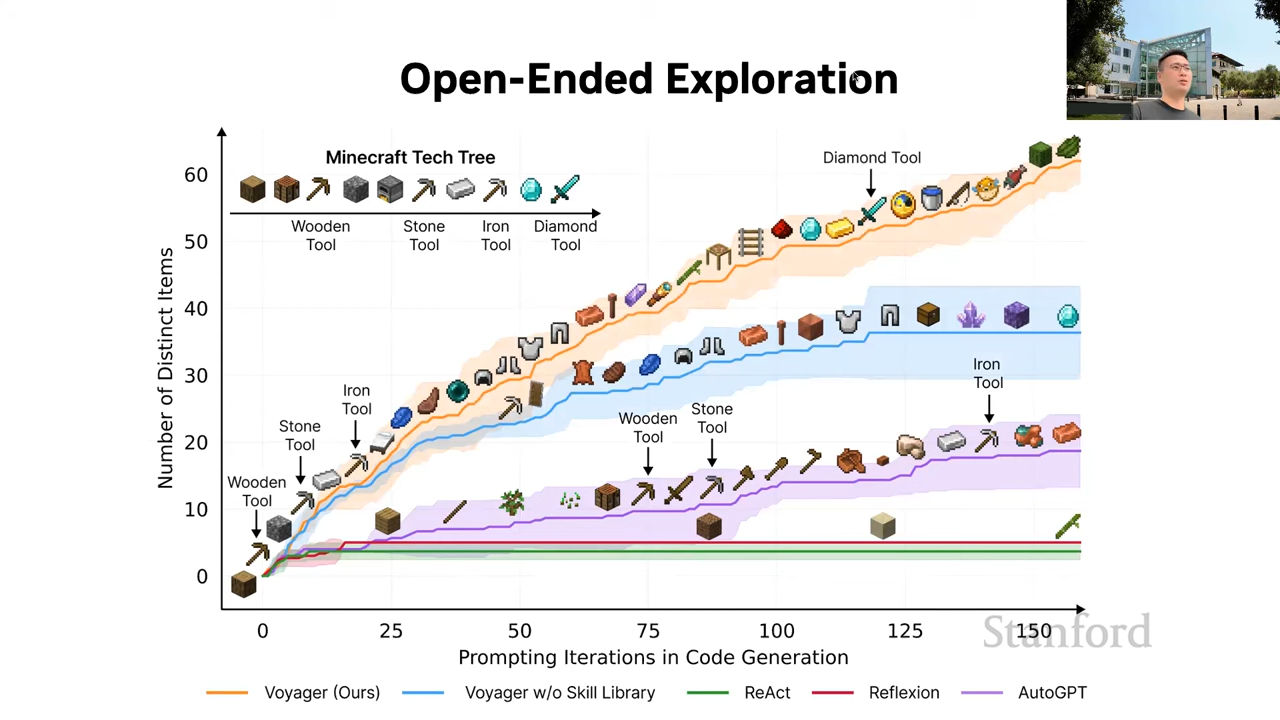 Open-Ended Exploration
Minecraft Tech Tree
Wooden
Tool
Stone
Tool
Iron
Tool
Diamond
Tool
Number of Distinct Items
60
50
40
30
20
10
0
Wooden
Tool
Stone
Tool
Iron
Tool
Diamond Tool
Wooden
Tool
Stone
Tool
Iron
Tool
0 25 50 75 100 125 150
Stanford
Prompting Iterations in Code Generation
Voyager (Ours) Voyager w/o Skill Library ReAct Reflexion AutoGPT